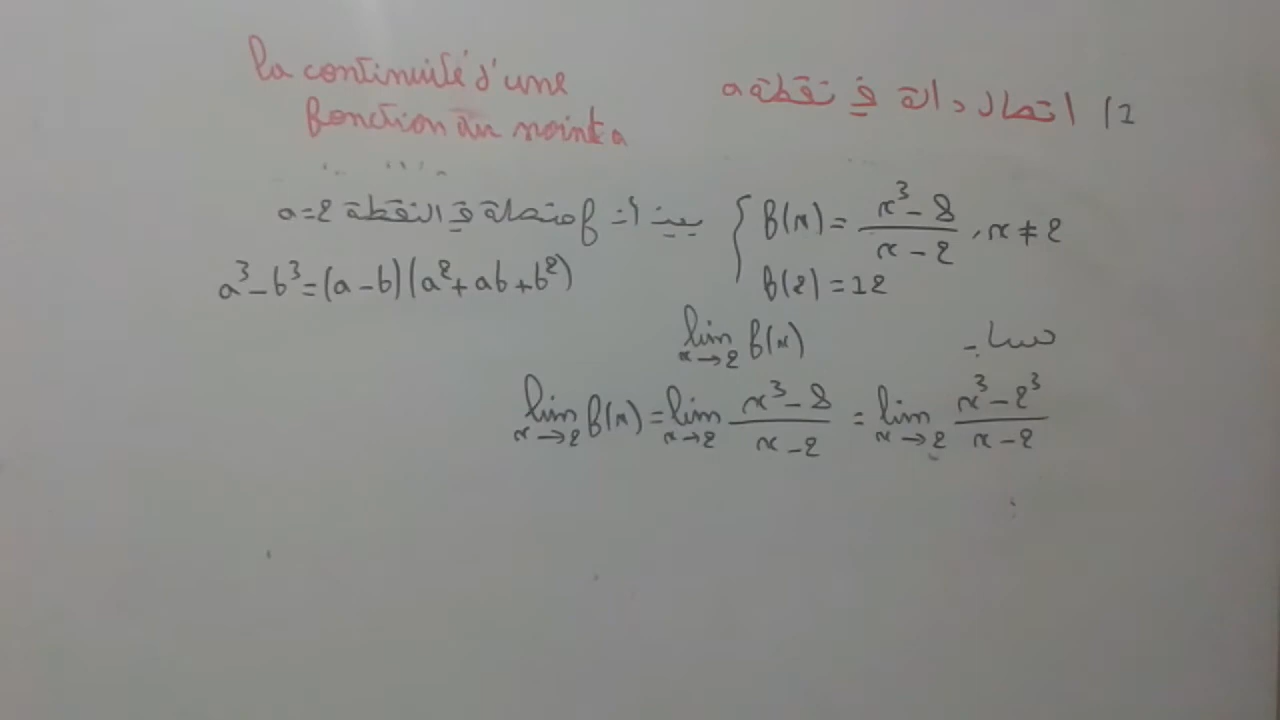 la continuité d'une
fonction au point a
1/ اتصال دالة في نقطة a
{ f(x) = (x³ - 8)/(x - 2) , x ≠ 2
f(2) = 12
بين أن f متصلة في النقطة a=2
a³ - b³ = (a - b)(a² + ab + b²)
حساب lim x→2 f(x)
lim x→2 f(x) = lim x→2 (x³ - 8)/(x - 2) = lim x→2 (x³ - 2³)/(x - 2)